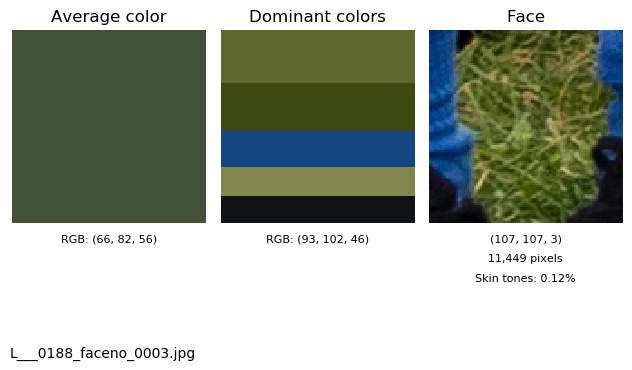 Average color
Dominant colors
Face
RGB: (66, 82, 56)
RGB: (93, 102, 46)
(107, 107, 3)
11,449 pixels
Skin tones: 0.12%
L___0188_faceno_0003.jpg